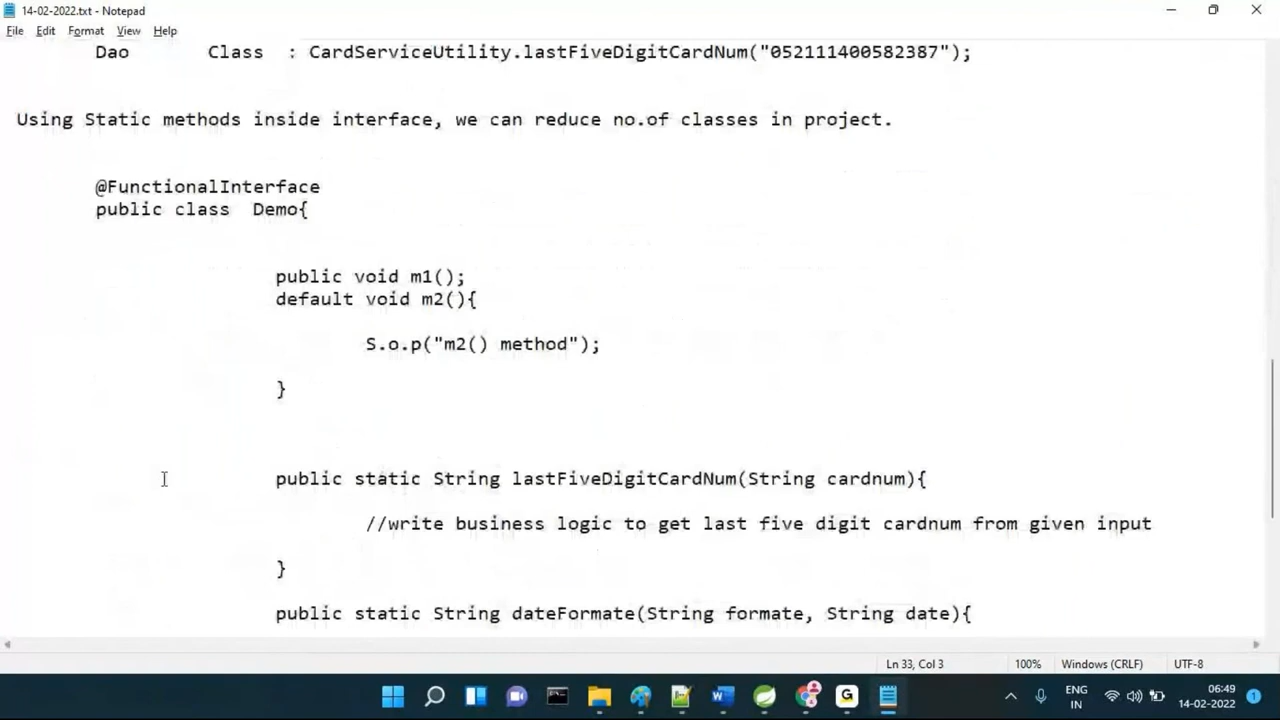 14-02-2022.txt - Notepad
File Edit Format View Help
Dao Class : CardServiceUtility.lastFiveDigitCardNum("052111400582387");
Using Static methods inside interface, we can reduce no.of classes in project.
@FunctionalInterface
public class Demo{
public void m1();
default void m2(){
S.o.p("m2() method");
}
public static String lastFiveDigitCardNum(String cardnum){
//write business logic to get last five digit cardnum from given input
}
public static String dateFormate(String formate, String date){
Ln 33, Col 3 100% Windows (CRLF) UTF-8
ENG 06:49
IN 14-02-2022 1